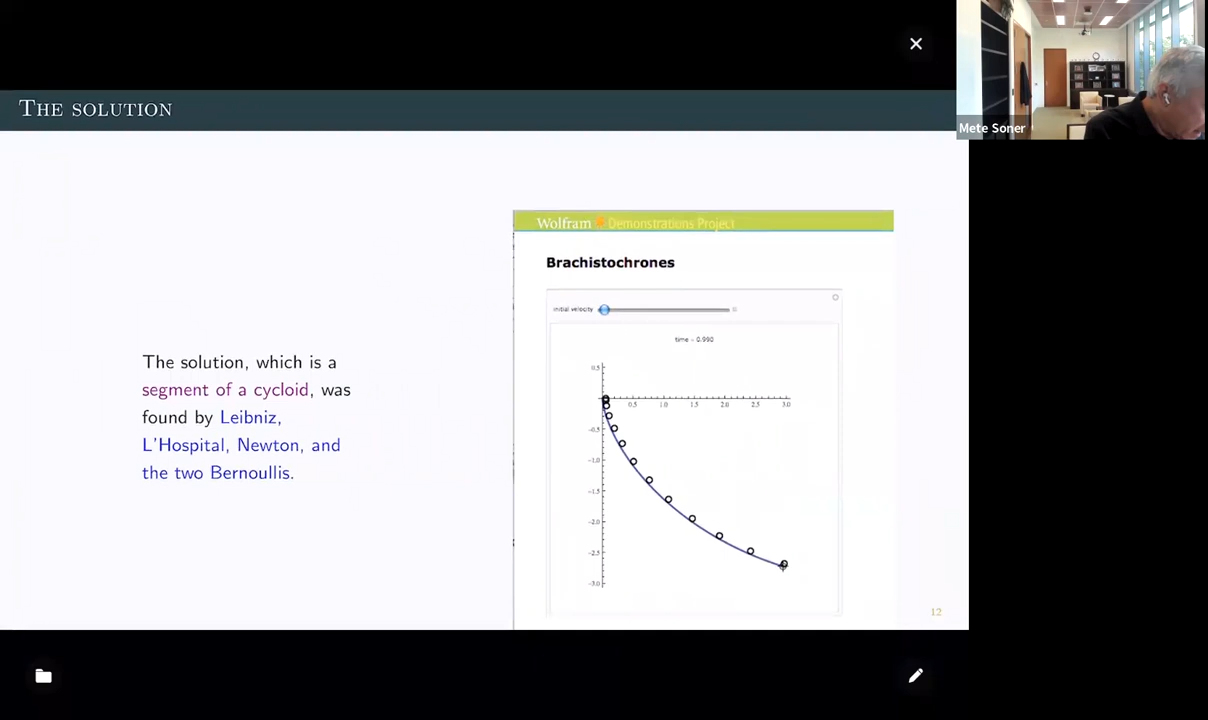 THE SOLUTION
Mete Soner
The solution, which is a
segment of a cycloid, was
found by Leibniz,
L'Hospital, Newton, and
the two Bernoullis.
Wolfram Demonstrations Project
Brachistochrones
initial velocity
time = 0.990
0.5
0.5 1.0 1.5 2.0 2.5 3.0
-0.5
-1.0
-1.5
-2.0
-2.5
-3.0
12